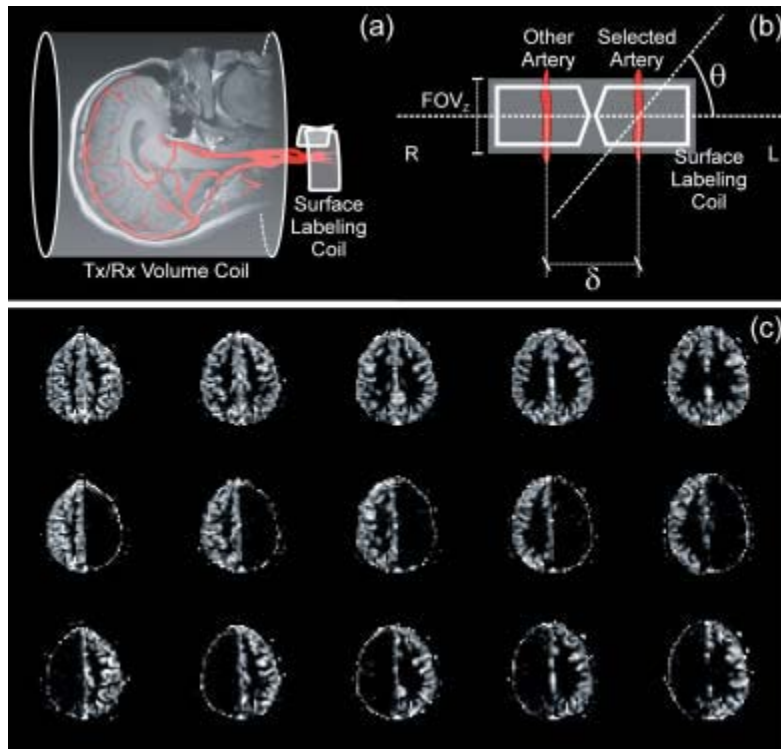 (a)
Surface
Labeling
Coil
Tx/Rx Volume Coil
(b)
Other
Artery
Selected
Artery
θ
FOVz
R
L
Surface
Labeling
Coil
δ
(c)